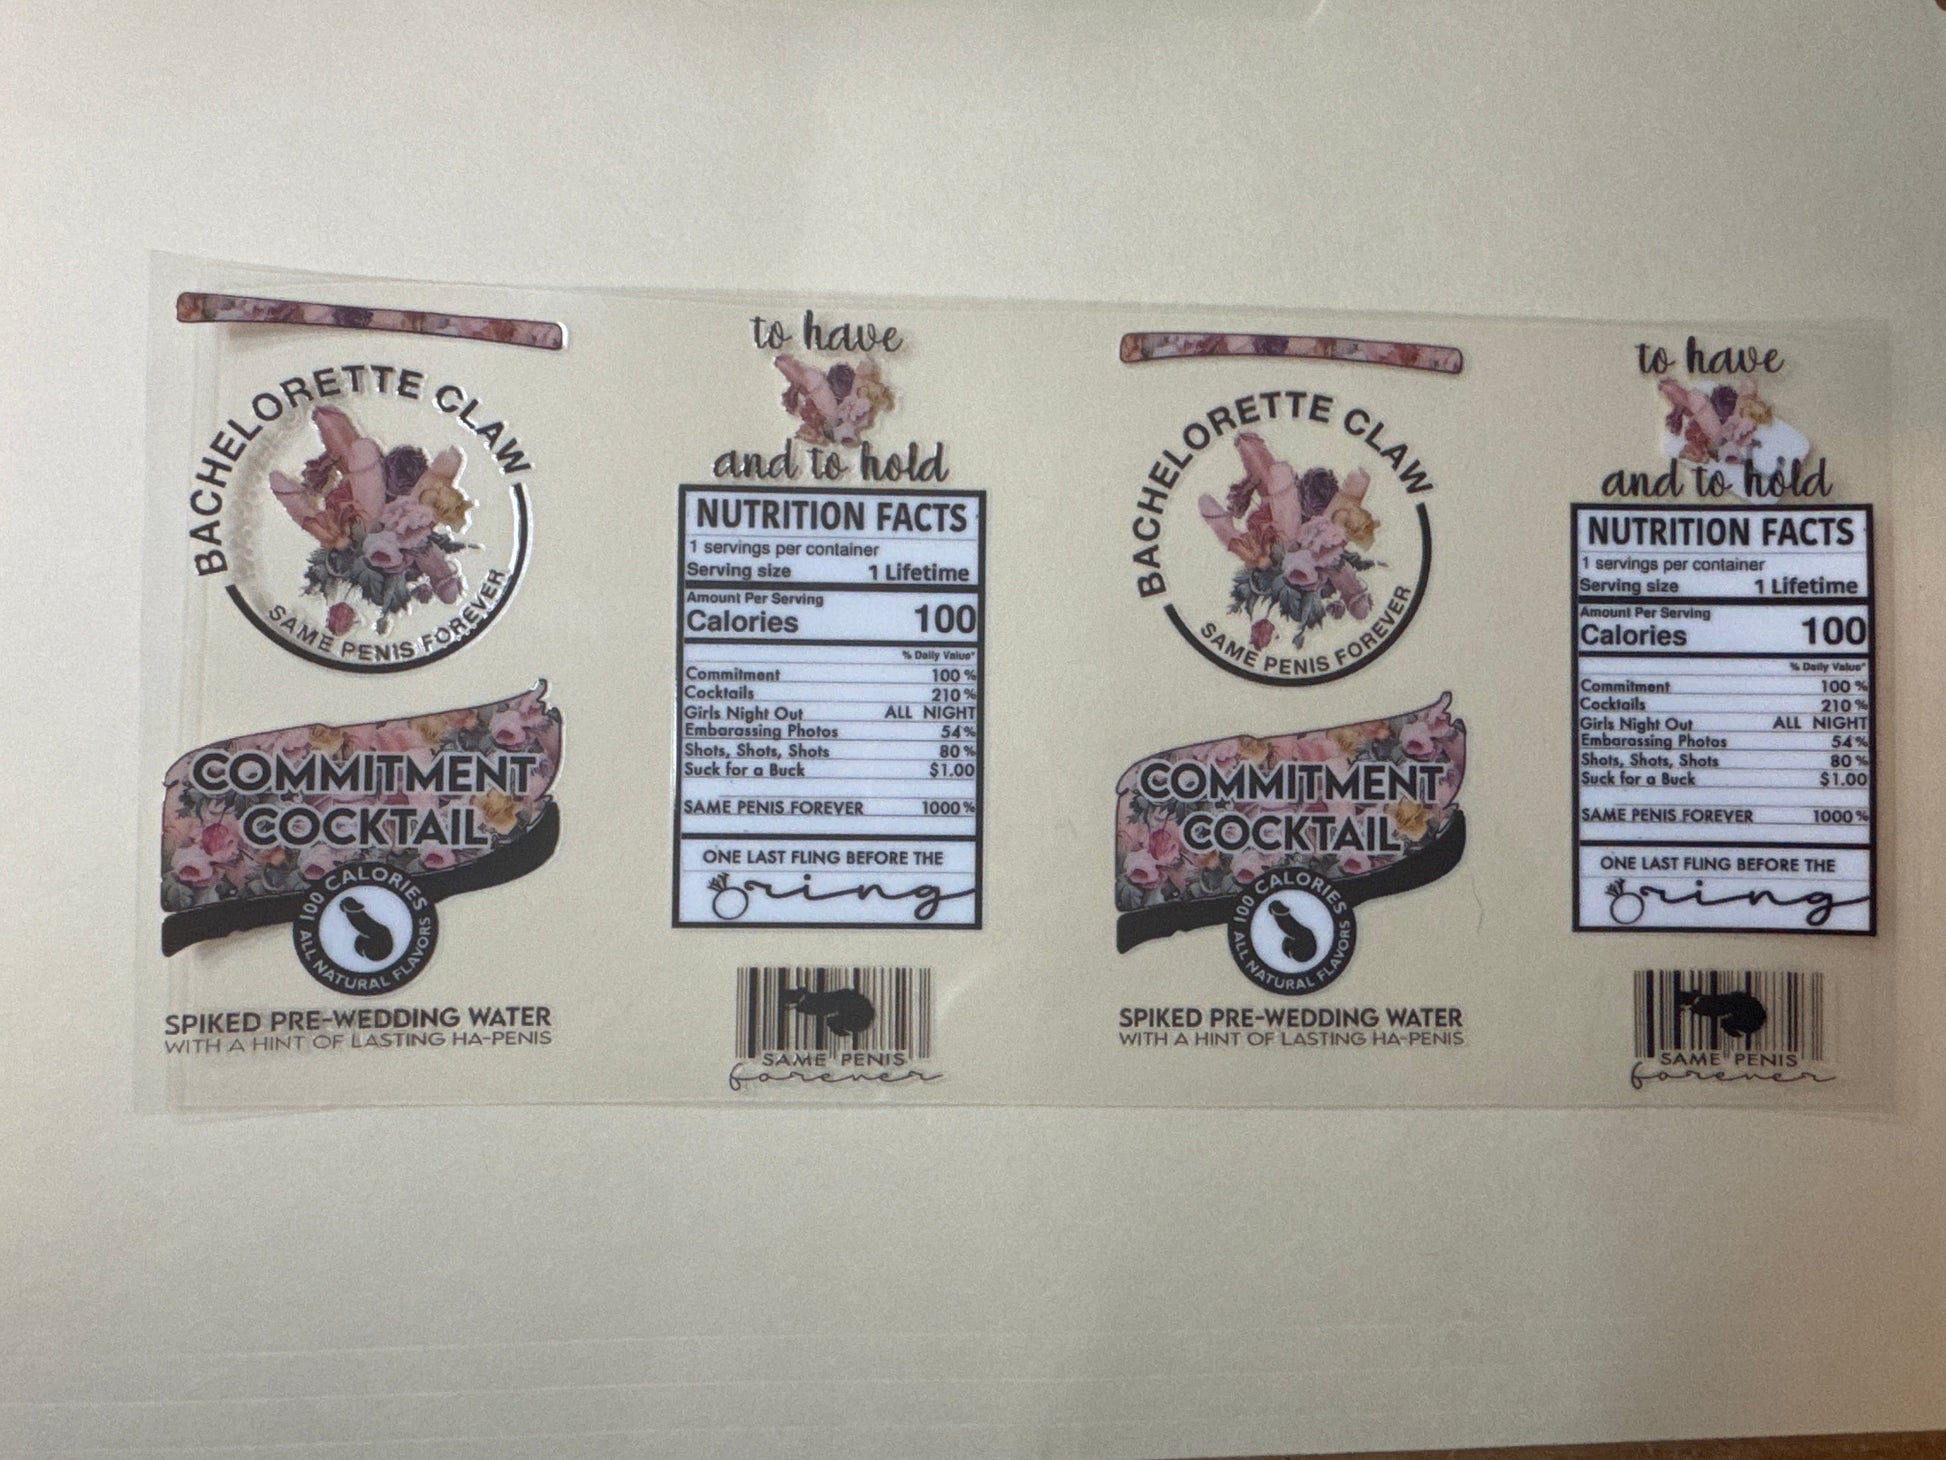 BACHELORETTE CLAW
SAME PENIS FOREVER
COMMITMENT
COCKTAIL
100 CALORIES
ALL NATURAL FLAVORS
SPIKED PRE-WEDDING WATER
WITH A HINT OF LASTING HA-PENIS
to have
and to hold
NUTRITION FACTS
1 servings per container
Serving size 1 Lifetime
Amount Per Serving
Calories 100
% Daily Value*
Commitment 100 %
Cocktails 210 %
Girls Night Out ALL NIGHT
Embarassing Photos 54 %
Shots, Shots, Shots 80 %
Suck for a Buck $1.00
SAME PENIS FOREVER 1000 %
ONE LAST FLING BEFORE THE
ring
SAME PENIS
forever
BACHELORETTE CLAW
SAME PENIS FOREVER
COMMITMENT
COCKTAIL
100 CALORIES
ALL NATURAL FLAVORS
SPIKED PRE-WEDDING WATER
WITH A HINT OF LASTING HA-PENIS
to have
and to hold
NUTRITION FACTS
1 servings per container
Serving size 1 Lifetime
Amount Per Serving
Calories 100
% Daily Value*
Commitment 100 %
Cocktails 210 %
Girls Night Out ALL NIGHT
Embarassing Photos 54 %
Shots, Shots, Shots 80 %
Suck for a Buck $1.00
SAME PENIS FOREVER 1000 %
ONE LAST FLING BEFORE THE
ring
SAME PENIS
forever